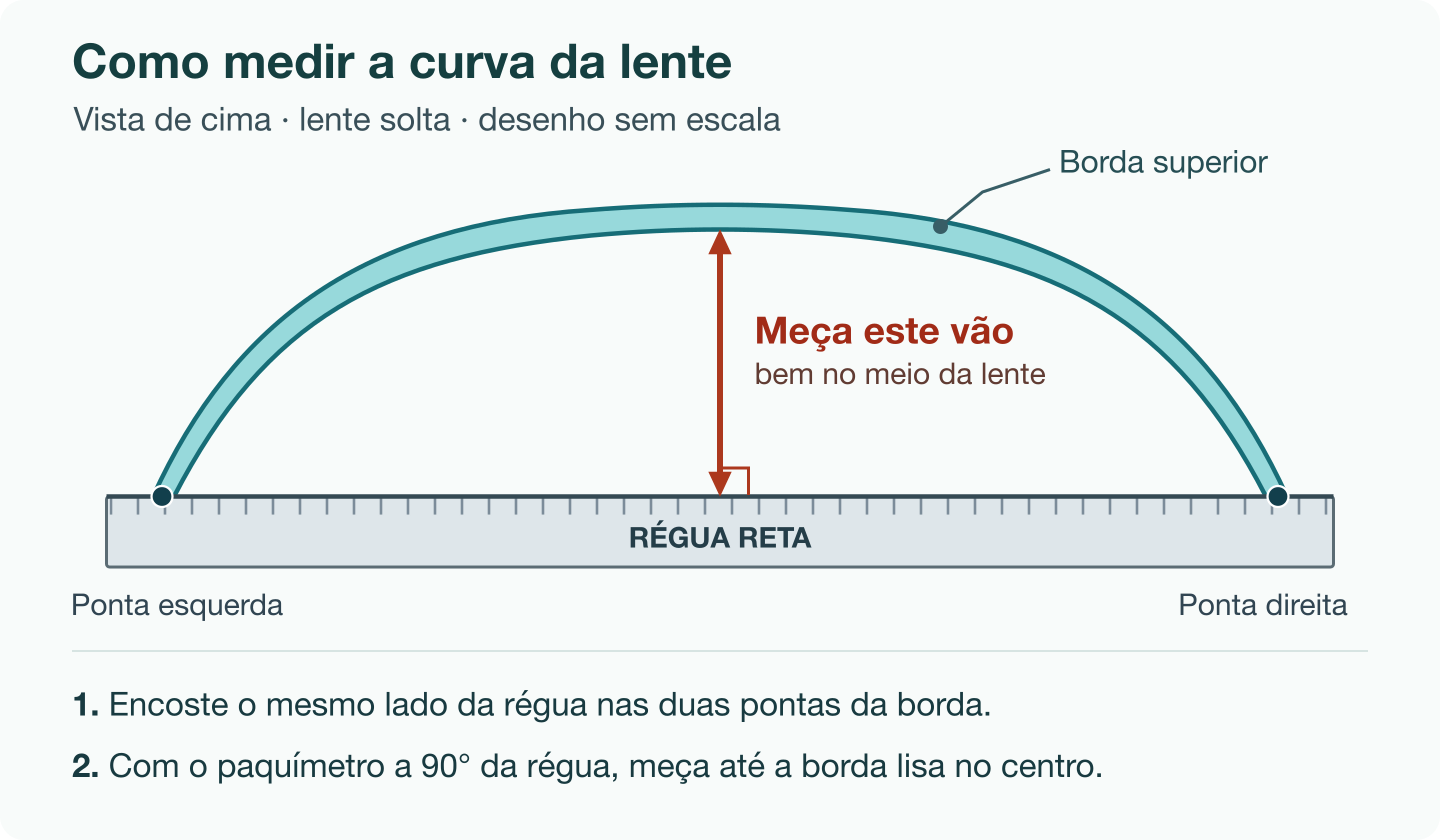 Como medir a curva da lente
Vista de cima · lente solta · desenho sem escala
Borda superior
Meça este vão
bem no meio da lente
RÉGUA RETA
Ponta esquerda
Ponta direita
1. Encoste o mesmo lado da régua nas duas pontas da borda.
2. Com o paquímetro a 90° da régua, meça até a borda lisa no centro.